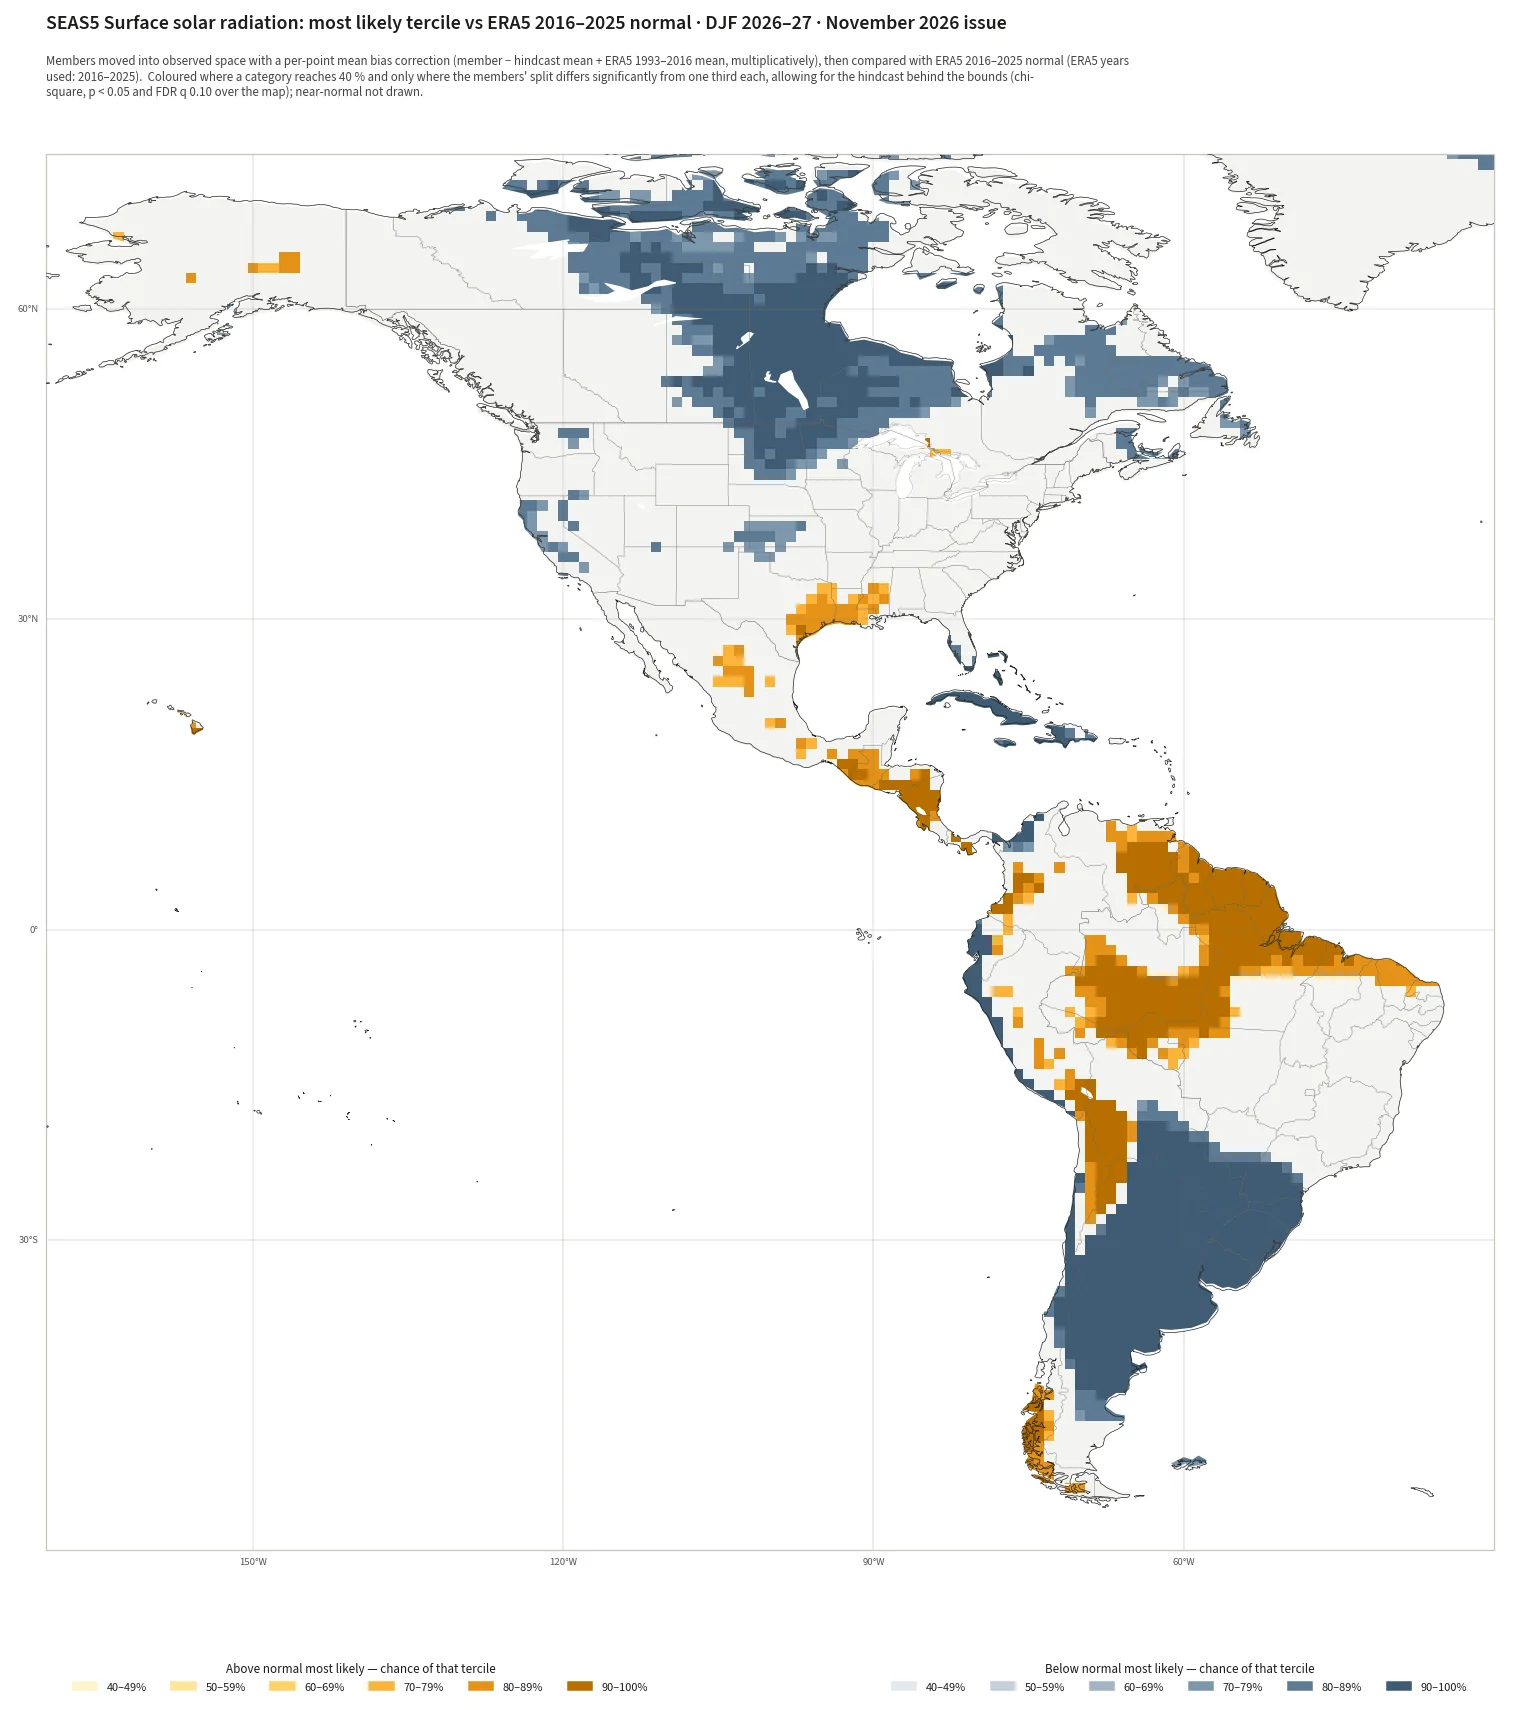 SEAS5 Surface solar radiation: most likely tercile vs ERA5 2016–2025 normal · DJF 2026–27 · November 2026 issue
Members moved into observed space with a per-point mean bias correction (member − hindcast mean + ERA5 1993–2016 mean, multiplicatively), then compared with ERA5 2016–2025 normal (ERA5 years
used: 2016–2025).  Coloured where a category reaches 40 % and only where the members' split differs significantly from one third each, allowing for the hindcast behind the bounds (chi-
square, p < 0.05 and FDR q 0.10 over the map); near-normal not drawn.
60°N
30°N
0°
30°S
150°W 120°W 90°W 60°W
Above normal most likely — chance of that tercile
40–49% 50–59% 60–69% 70–79% 80–89% 90–100%
Below normal most likely — chance of that tercile
40–49% 50–59% 60–69% 70–79% 80–89% 90–100%